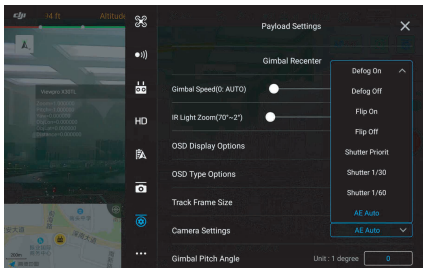 H4 ft Altitude
Payload Settings
Gimbal Recenter
Gimbal Speed(0: AUTO)
IR Light Zoom(70°~2°)
HD
OSD Display Options
OSD Type Options
Track Frame Size
Camera Settings
AE Auto
Gimbal Pitch Angle
Unit : 1 degree
0
Defog On
Defog Off
Flip On
Flip Off
Shutter Priorit
Shutter 1/30
Shutter 1/60
AE Auto